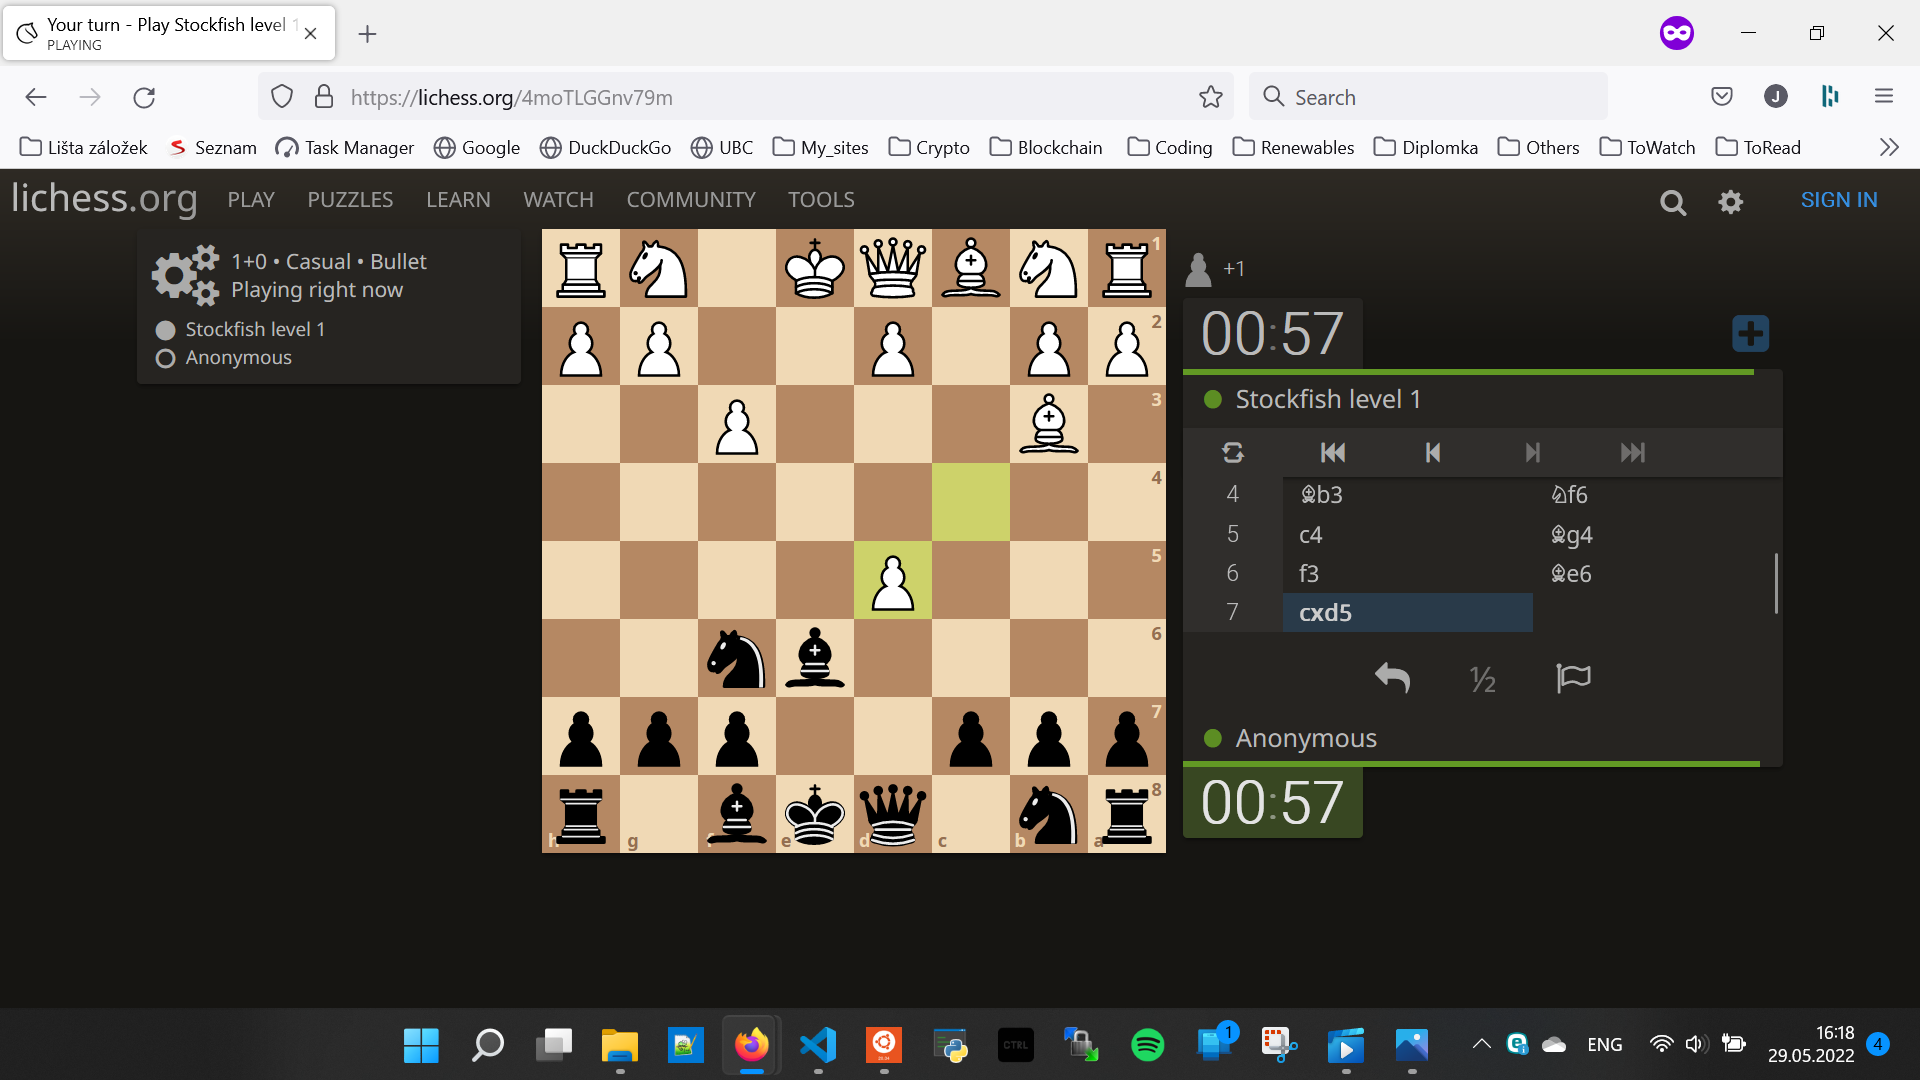 Your turn - Play Stockfish level 1
PLAYING
https://lichess.org/4moTLGGnv79m
Search
J
Lišta záložek
Seznam
Task Manager
Google
DuckDuckGo
UBC
My_sites
Crypto
Blockchain
Coding
Renewables
Diplomka
Others
ToWatch
ToRead
lichess.org
PLAY
PUZZLES
LEARN
WATCH
COMMUNITY
TOOLS
SIGN IN
1+0 • Casual • Bullet
Playing right now
Stockfish level 1
Anonymous
1
2
3
4
5
6
7
8
h
g
f
e
d
c
b
a
+1
00:57
Stockfish level 1
4 ♗b3 ♘f6
5 c4 ♗g4
6 f3 ♗e6
7 cxd5
½
Anonymous
00:57
CTRL
1
ENG
16:18
29.05.2022
4